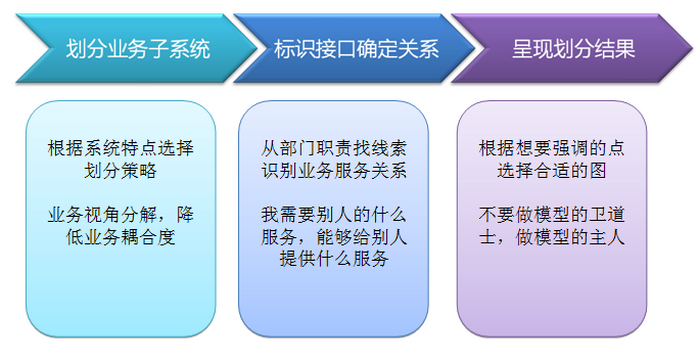 划分业务子系统
标识接口确定关系
呈现划分结果
根据系统特点选择
划分策略
业务视角分解，降
低业务耦合度
从部门职责找线索
识别业务服务关系
我需要别人的什么
服务，能够给别人
提供什么服务
根据想要强调的点
选择合适的图
不要做模型的卫道
士，做模型的主人